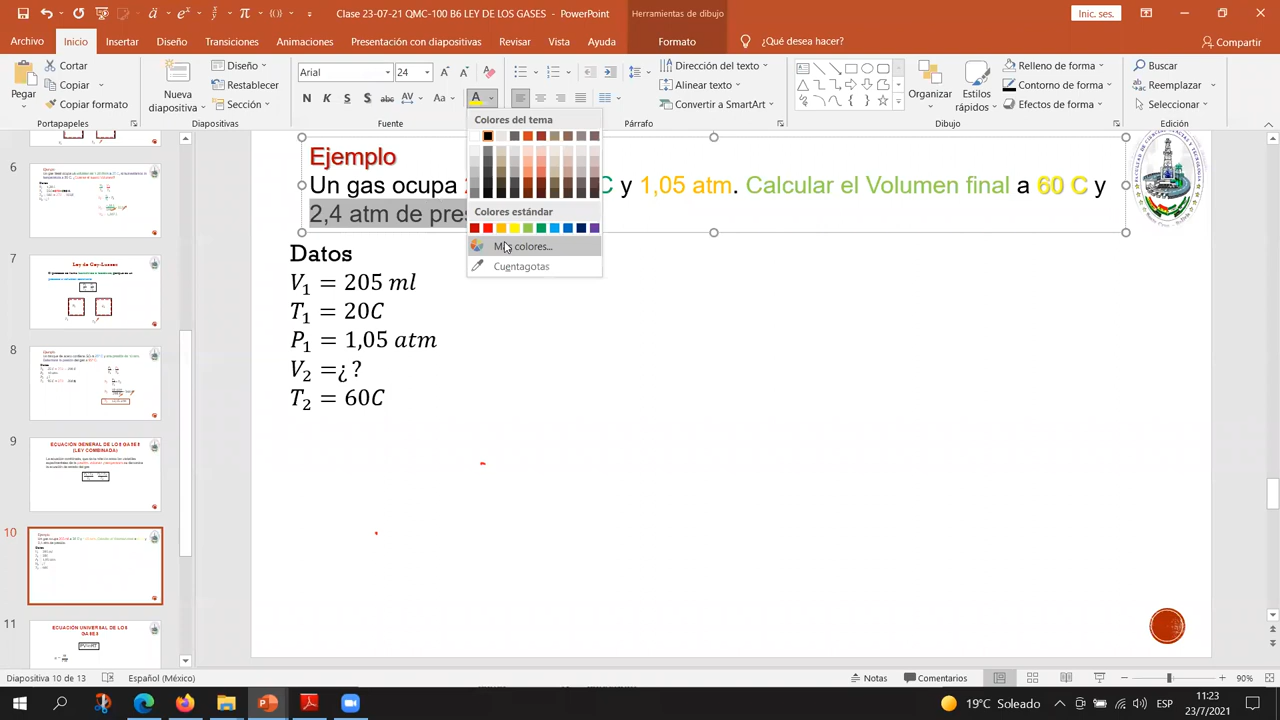 Clases - 23-07-21 QMC-100 B6 LEY DE LOS GASES
Herramientas de dibujo
Inic. ses.
Archivo Inicio Insertar Diseño Transiciones Animaciones Presentación con diapositivas Revisar Vista Ayuda Formato ¿Qué desea hacer? Compartir
Pegar
Cortar
Copiar
Copiar formato
Portapapeles
Nueva diapositiva
Diseño
Restablecer
Sección
Diapositivas
Arial 24
N K S S abc AV Aa A
Fuente
Dirección del texto
Alinear texto
Convertir a SmartArt
Párrafo
Organizar
Estilos rápidos
Relleno de forma
Contorno de forma
Efectos de forma
Dibujo
Buscar
Reemplazar
Seleccionar
Edición
Colores del tema
Colores estándar
Más colores...
Cuentagotas
6
7
Ley de Gay-Lussac
8
9
ECUACIÓN GENERAL DE LOS GASES
(LEY COMBINADA)
10
11
ECUACIÓN UNIVERSAL DE LOS
GASES
Ejemplo
Un gas ocupa C y 1,05 atm. Calcular el Volumen final a 60 C y
2,4 atm de pres
Datos
V₁ = 205 ml
T₁ = 20C
P₁ = 1,05 atm
V₂ =¿?
T₂ = 60C
Diapositiva 10 de 13 Español (México) Notas Comentarios 90%
19°C Soleado ESP 11:23
23/7/2021